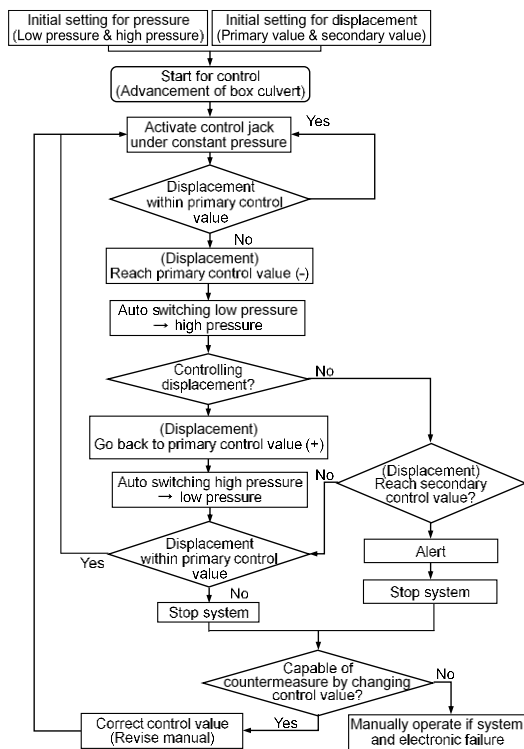 Initial setting for pressure
(Low pressure & high pressure)
Initial setting for displacement
(Primary value & secondary value)
Start for control
(Advancement of box culvert)
Activate control jack
under constant pressure
Yes
Displacement
within primary control
value
No
(Displacement)
Reach primary control value (-)
Auto switching low pressure
→ high pressure
Controlling
displacement?
No
(Displacement)
Go back to primary control value (+)
Auto switching high pressure
→ low pressure
No
(Displacement)
Reach secondary
control value?
Displacement
within primary control
value
Yes
No
Alert
Stop system
Stop system
Capable of
countermeasure by changing
control value?
No
Yes
Correct control value
(Revise manual)
Manually operate if system
and electronic failure